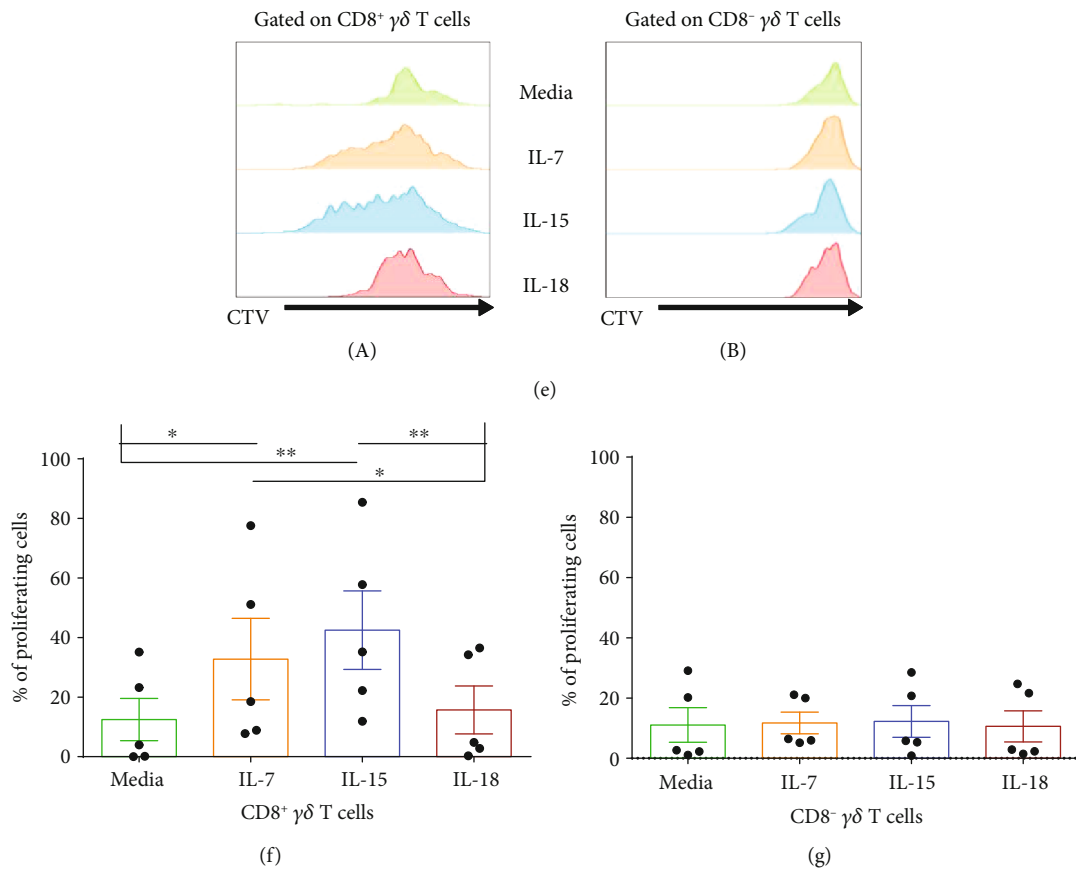 Gated on CD8⁺ γδ T cells
Gated on CD8⁻ γδ T cells
Media
IL-7
IL-15
IL-18
CTV
CTV
(A)
(B)
(e)
*
**
**
*
% of proliferating cells
100
80
60
40
20
0
Media
IL-7
IL-15
IL-18
CD8⁺ γδ T cells
(f)
% of proliferating cells
100
80
60
40
20
0
Media
IL-7
IL-15
IL-18
CD8⁻ γδ T cells
(g)